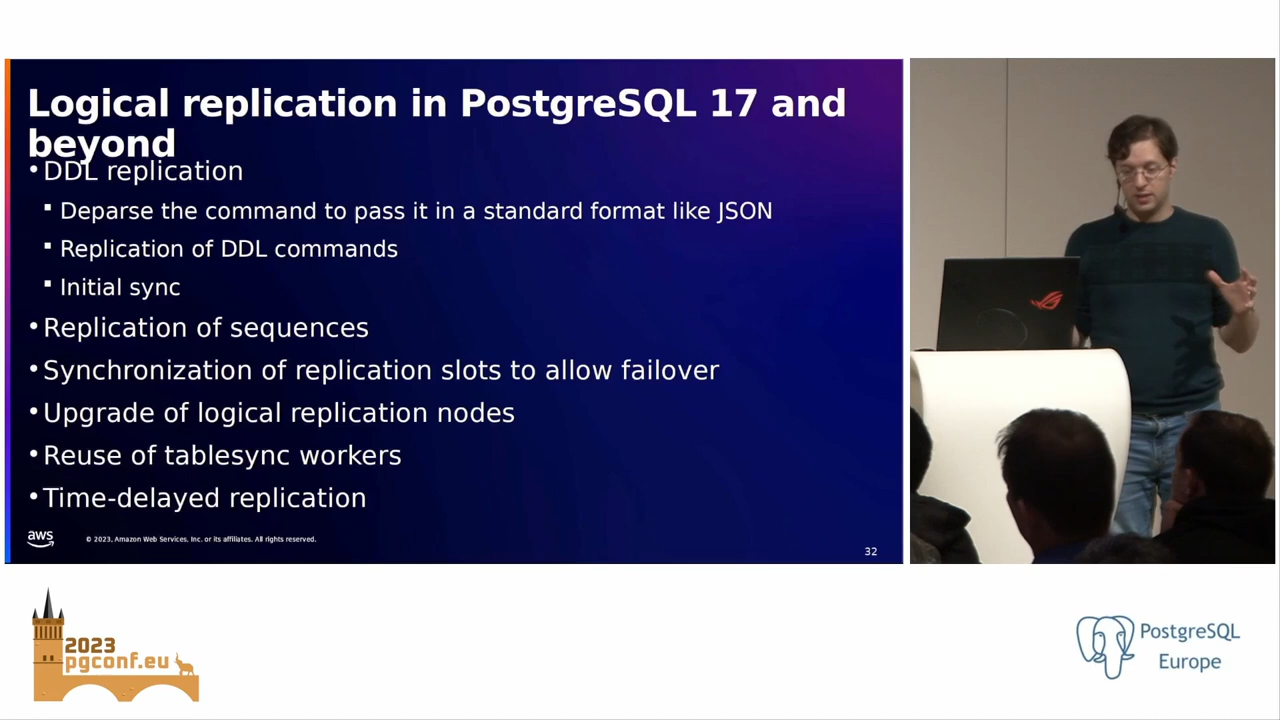 Logical replication in PostgreSQL 17 and
beyond
•DDL replication
▪ Deparse the command to pass it in a standard format like JSON
▪ Replication of DDL commands
▪ Initial sync
•Replication of sequences
•Synchronization of replication slots to allow failover
•Upgrade of logical replication nodes
•Reuse of tablesync workers
•Time-delayed replication
aws
© 2023, Amazon Web Services, Inc. or its affiliates. All rights reserved.
32
2023
pgconf.eu
PostgreSQL
Europe